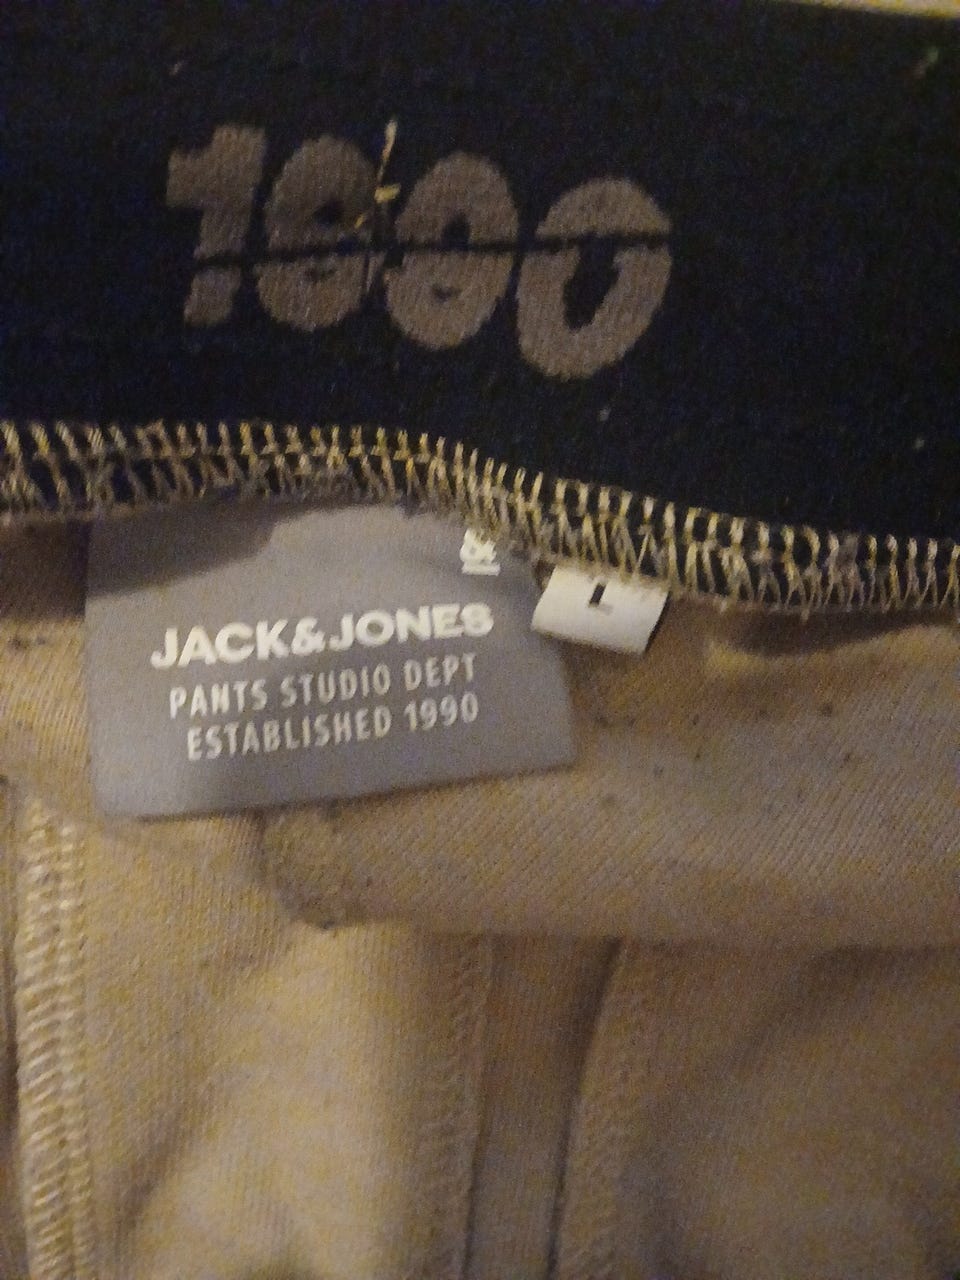 1990
&
JACK&JONES
PANTS STUDIO DEPT
ESTABLISHED 1990
L